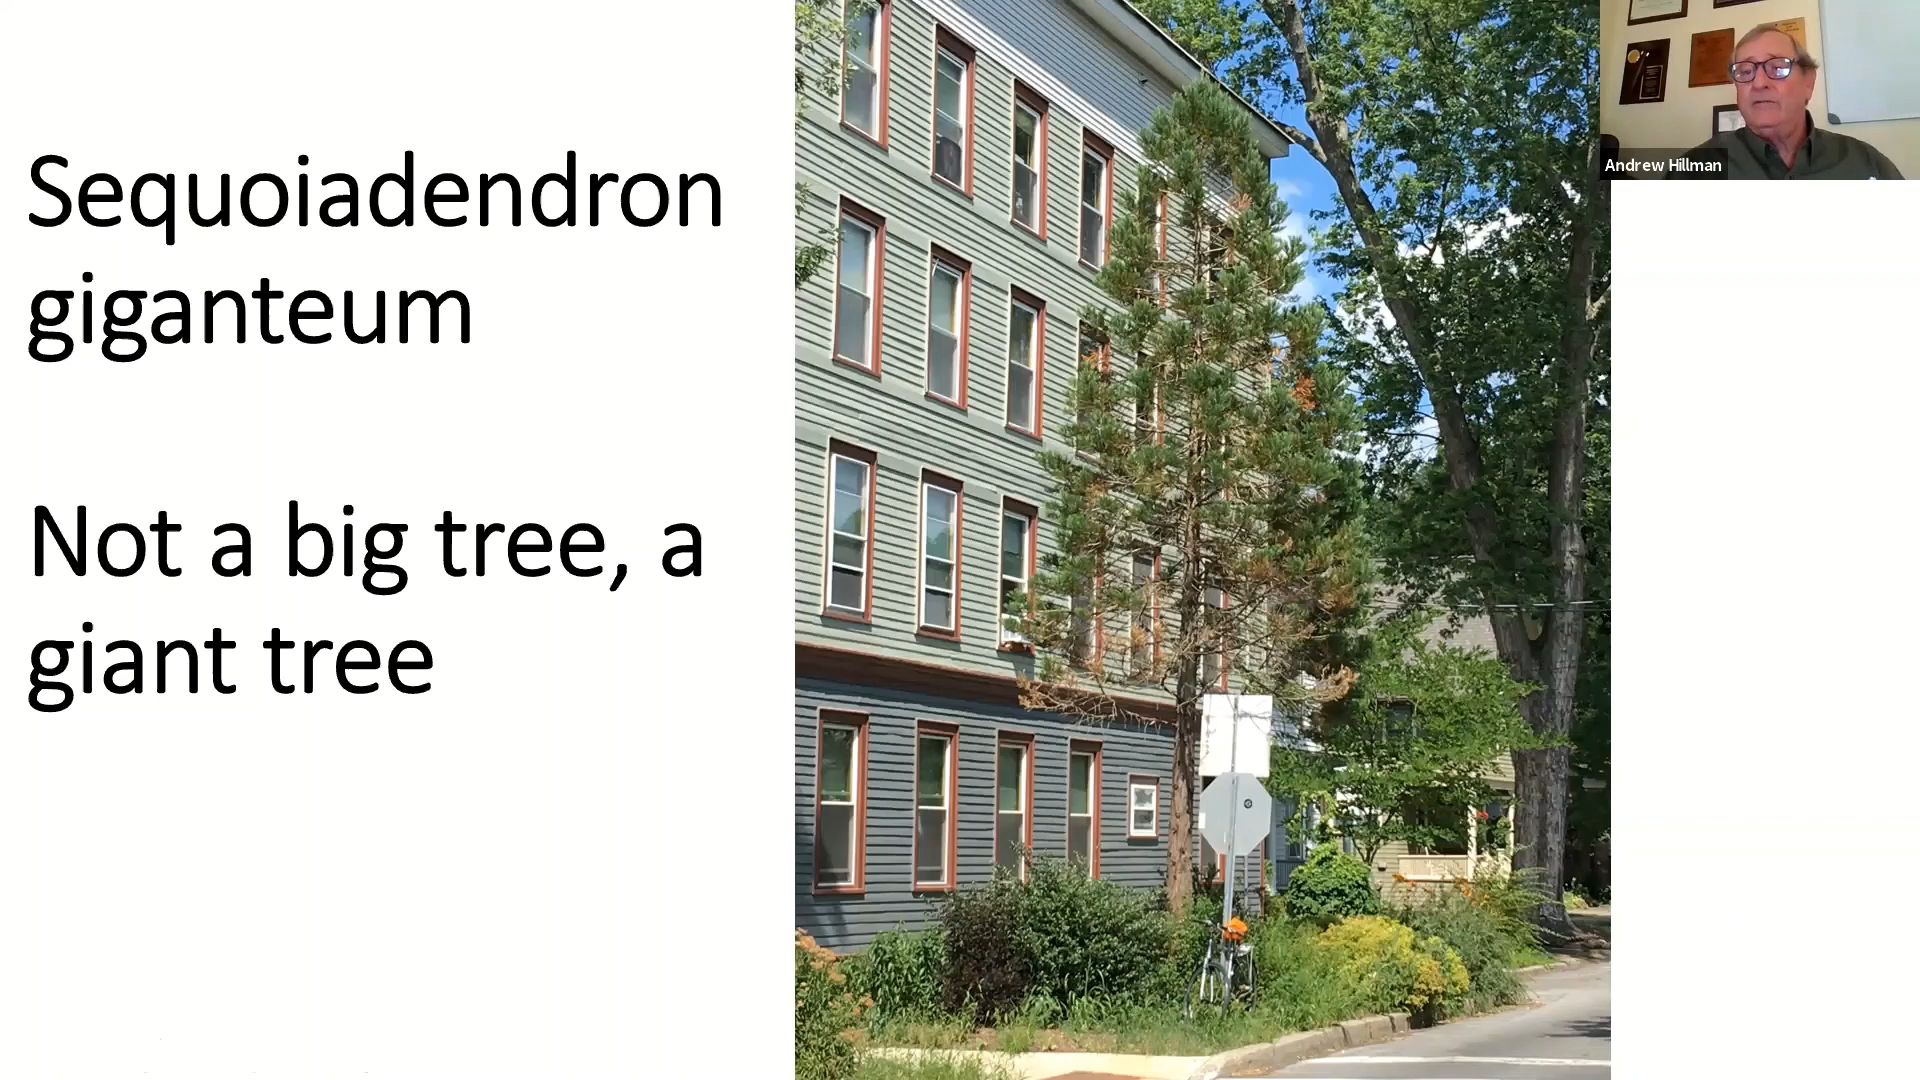 Sequoiadendron
giganteum
Not a big tree, a
giant tree
Andrew Hillman